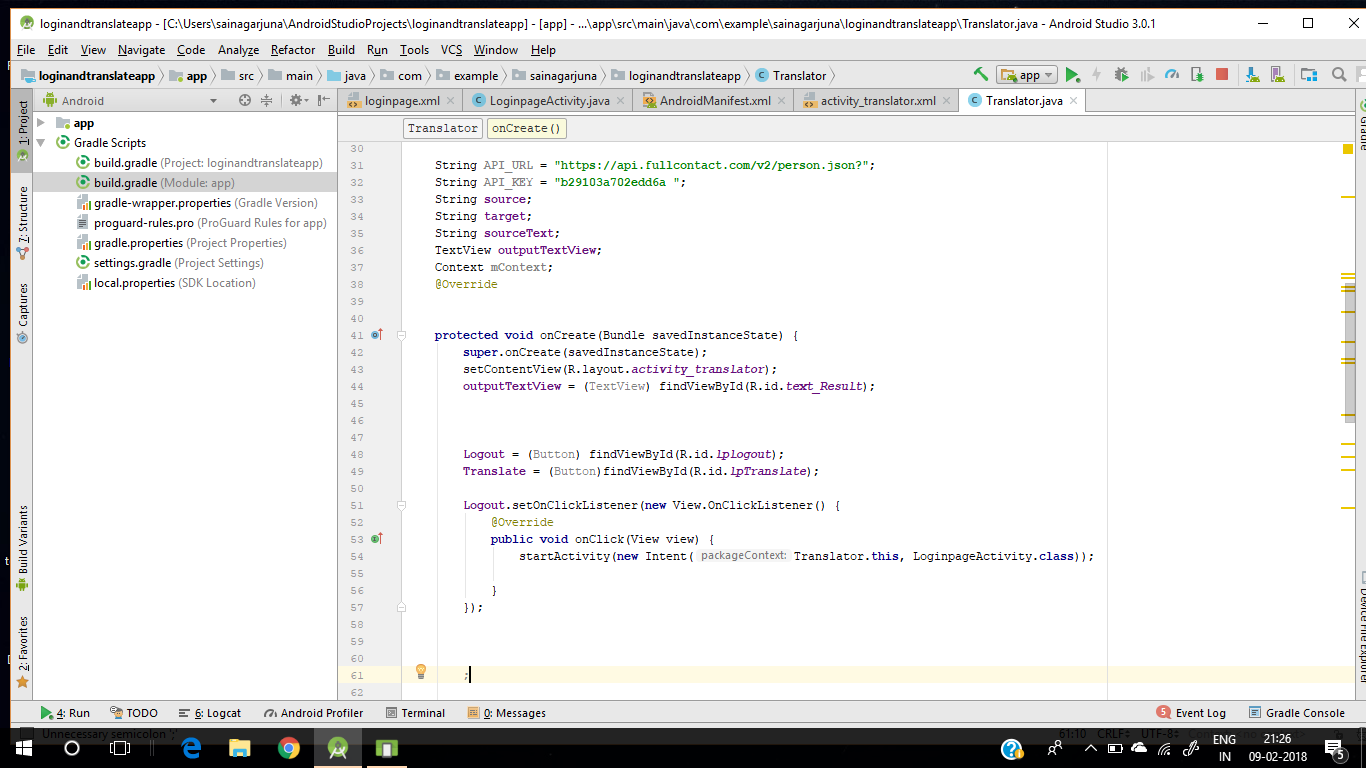 loginandtranslateapp - [C:\Users\sainagarjuna\AndroidStudioProjects\loginandtranslateapp] - [app] - ...\app\src\main\java\com\example\sainagarjuna\loginandtranslateapp\Translator.java - Android Studio 3.0.1
File Edit View Navigate Code Analyze Refactor Build Run Tools VCS Window Help
loginandtranslateapp app src main java com example sainagarjuna loginandtranslateapp Translator app
Android loginpage.xml LoginpageActivity.java AndroidManifest.xml activity_translator.xml Translator.java
1: Project
7: Structure
Captures
Build Variants
2: Favorites
app
Gradle Scripts
build.gradle (Project: loginandtranslateapp)
build.gradle (Module: app)
gradle-wrapper.properties (Gradle Version)
proguard-rules.pro (ProGuard Rules for app)
gradle.properties (Project Properties)
settings.gradle (Project Settings)
local.properties (SDK Location)
Translator onCreate()
30
31 String API_URL = "https://api.fullcontact.com/v2/person.json?";
32 String API_KEY = "b29103a702edd6a ";
33 String source;
34 String target;
35 String sourceText;
36 TextView outputTextView;
37 Context mContext;
38 @Override
39
40
41 protected void onCreate(Bundle savedInstanceState) {
42 super.onCreate(savedInstanceState);
43 setContentView(R.layout.activity_translator);
44 outputTextView = (TextView) findViewById(R.id.text_Result);
45
46
47
48 Logout = (Button) findViewById(R.id.lpLogout);
49 Translate = (Button)findViewById(R.id.lpTranslate);
50
51 Logout.setOnClickListener(new View.OnClickListener() {
52 @Override
53 public void onClick(View view) {
54 startActivity(new Intent( packageContext: Translator.this, LoginpageActivity.class));
55
56 }
57 });
58
59
60
61 ;
62
Gradle
Device File Explorer
4: Run TODO 6: Logcat Android Profiler Terminal 0: Messages 5 Event Log Gradle Console
Unnecessary semicolon ';' 61:10 CRLF UTF-8
ENG 21:26
IN 09-02-2018 5